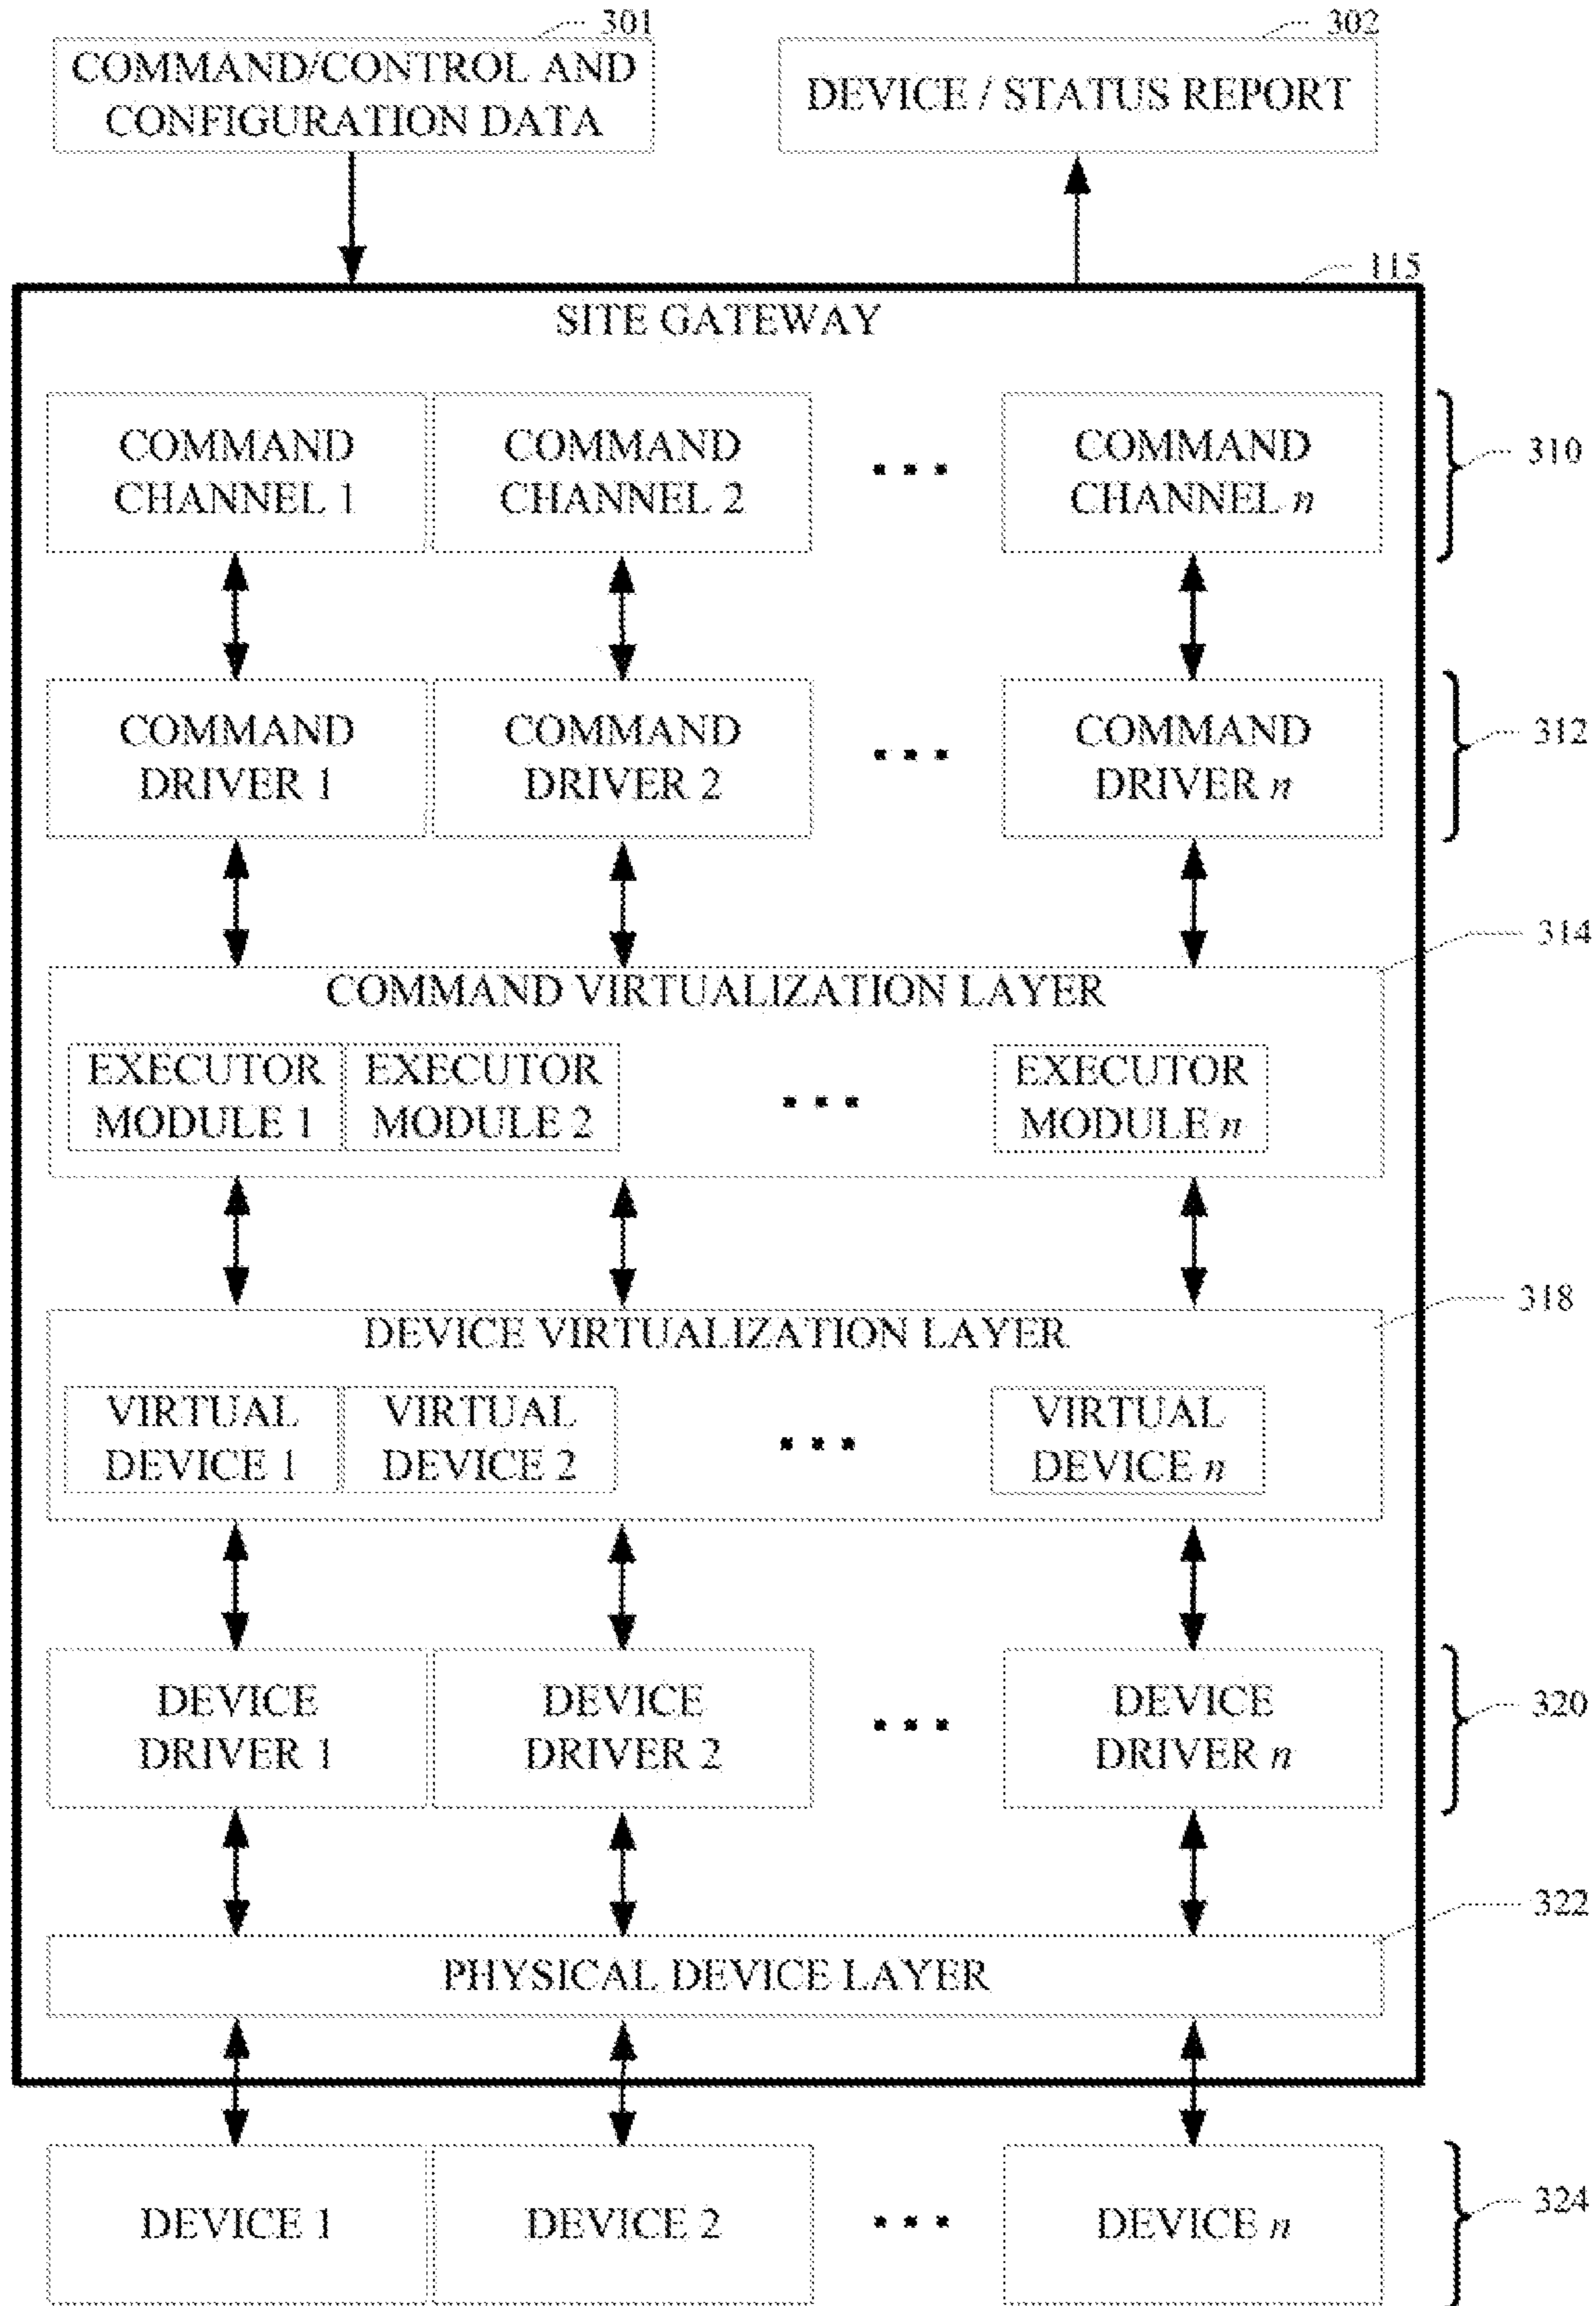 301
302
COMMAND/CONTROL AND
CONFIGURATION DATA
DEVICE / STATUS REPORT
115
SITE GATEWAY
COMMAND
CHANNEL 1
COMMAND
CHANNEL 2
...
COMMAND
CHANNEL n
310
COMMAND
DRIVER 1
COMMAND
DRIVER 2
...
COMMAND
DRIVER n
312
314
COMMAND VIRTUALIZATION LAYER
EXECUTOR
MODULE 1
EXECUTOR
MODULE 2
...
EXECUTOR
MODULE n
318
DEVICE VIRTUALIZATION LAYER
VIRTUAL
DEVICE 1
VIRTUAL
DEVICE 2
...
VIRTUAL
DEVICE n
DEVICE
DRIVER 1
DEVICE
DRIVER 2
...
DEVICE
DRIVER n
320
322
PHYSICAL DEVICE LAYER
DEVICE 1
DEVICE 2
...
DEVICE n
324